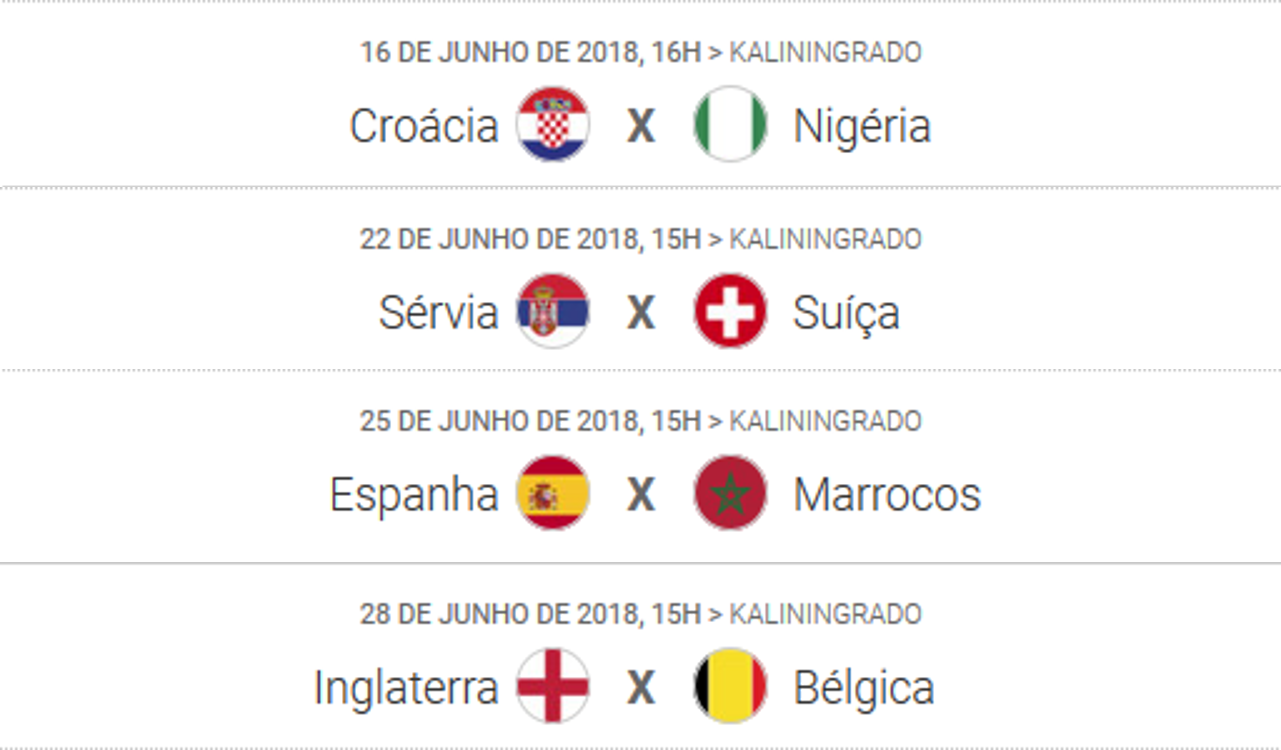 16 DE JUNHO DE 2018, 16H > KALININGRADO
Croácia X Nigéria
22 DE JUNHO DE 2018, 15H > KALININGRADO
Sérvia X Suíça
25 DE JUNHO DE 2018, 15H > KALININGRADO
Espanha X Marrocos
28 DE JUNHO DE 2018, 15H > KALININGRADO
Inglaterra X Bélgica